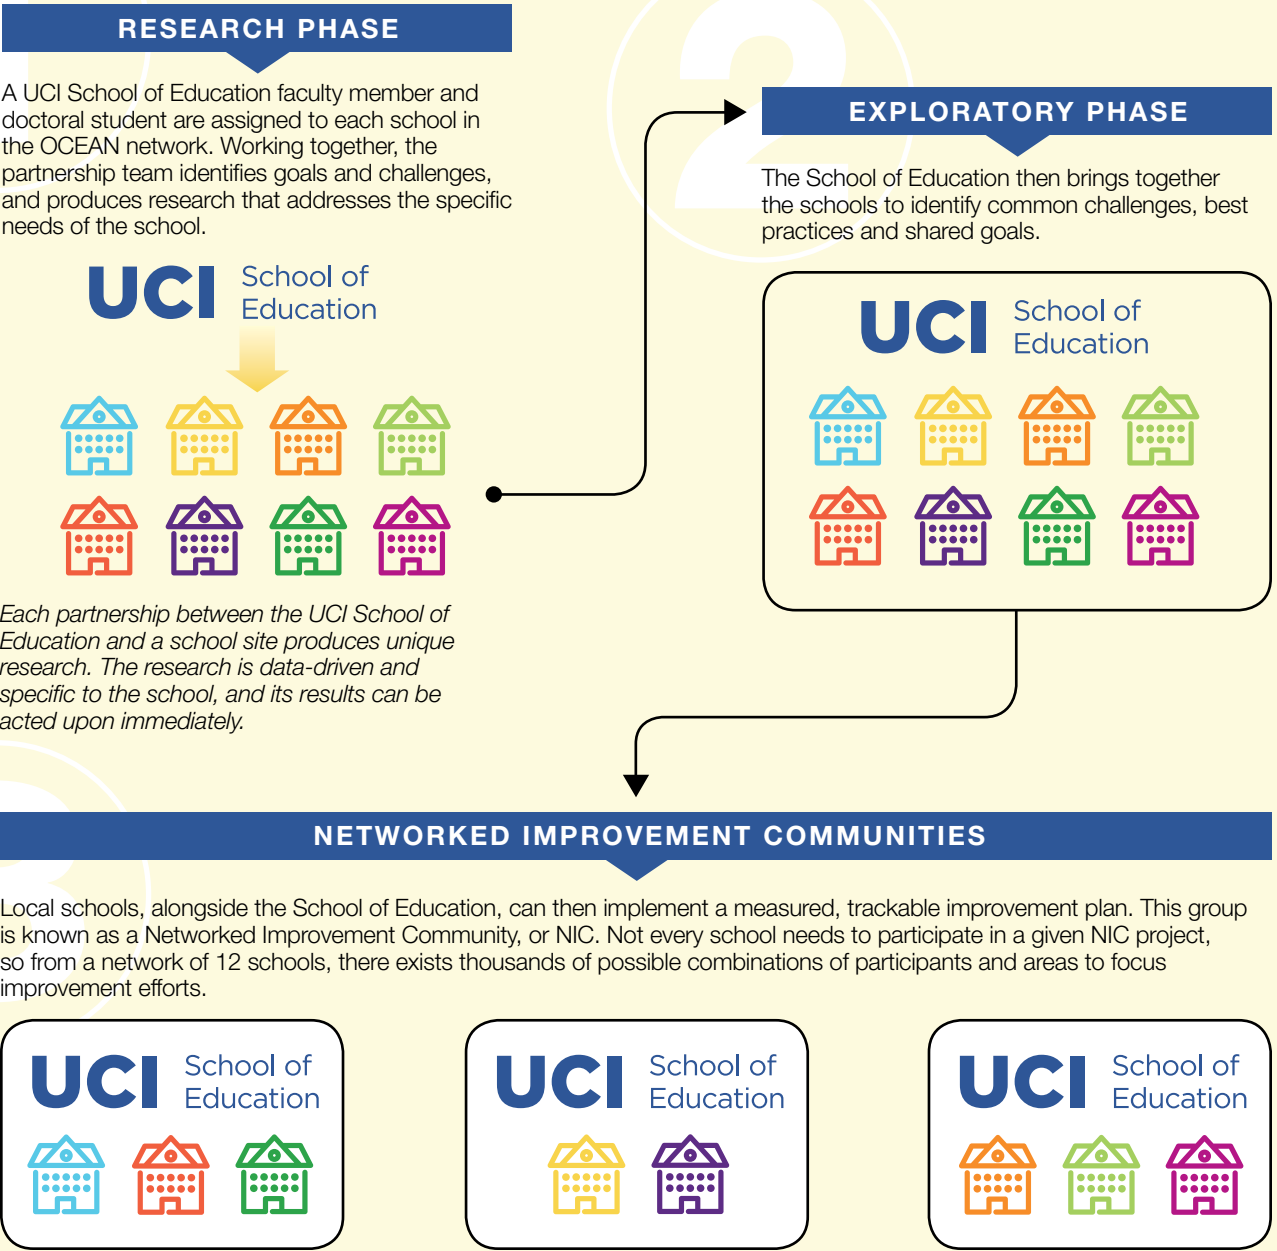 RESEARCH PHASE
A UCI School of Education faculty member and
doctoral student are assigned to each school in
the OCEAN network. Working together, the
partnership team identifies goals and challenges,
and produces research that addresses the specific
needs of the school.
UCI School of
Education
Each partnership between the UCI School of
Education and a school site produces unique
research. The research is data-driven and
specific to the school, and its results can be
acted upon immediately.
2
EXPLORATORY PHASE
The School of Education then brings together
the schools to identify common challenges, best
practices and shared goals.
UCI School of
Education
3
NETWORKED IMPROVEMENT COMMUNITIES
Local schools, alongside the School of Education, can then implement a measured, trackable improvement plan. This group
is known as a Networked Improvement Community, or NIC. Not every school needs to participate in a given NIC project,
so from a network of 12 schools, there exists thousands of possible combinations of participants and areas to focus
improvement efforts.
UCI School of
Education
UCI School of
Education
UCI School of
Education